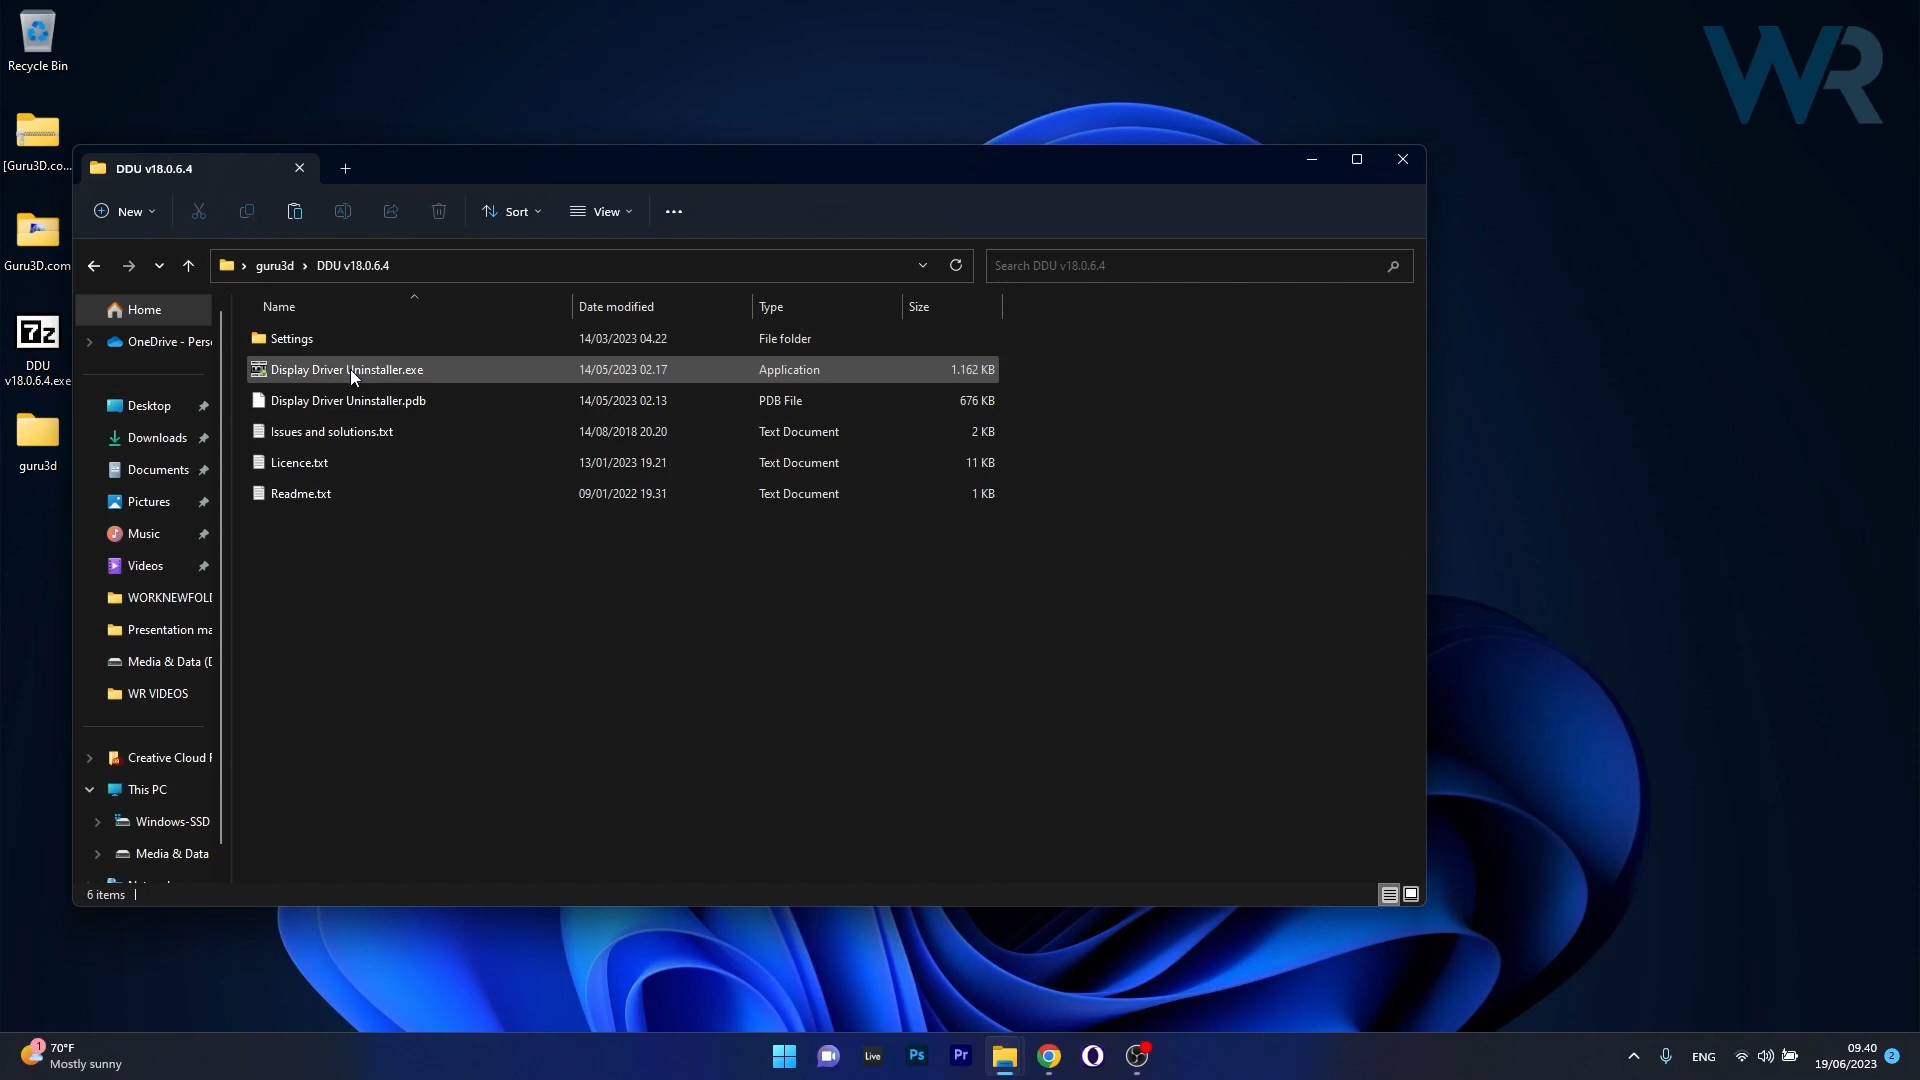 Recycle Bin
WR
[Guru3D.co...
Guru3D.com
7z
DDU
v18.0.6.4.exe
guru3d
DDU v18.0.6.4
New
Sort
View
guru3d
DDU v18.0.6.4
Search DDU v18.0.6.4
Name
Date modified
Type
Size
Settings
14/03/2023 04.22
File folder
Display Driver Uninstaller.exe
14/05/2023 02.17
Application
1.162 KB
Display Driver Uninstaller.pdb
14/05/2023 02.13
PDB File
676 KB
Issues and solutions.txt
14/08/2018 20.20
Text Document
2 KB
Licence.txt
13/01/2023 19.21
Text Document
11 KB
Readme.txt
09/01/2022 19.31
Text Document
1 KB
Home
OneDrive - Pers
Desktop
Downloads
Documents
Pictures
Music
Videos
WORKNEWFOL
Presentation ma
Media & Data (
WR VIDEOS
Creative Cloud F
This PC
Windows-SSD
Media & Data
6 items
1
70°F
Mostly sunny
Live
Ps
Pr
ENG
09.40
19/06/2023
2